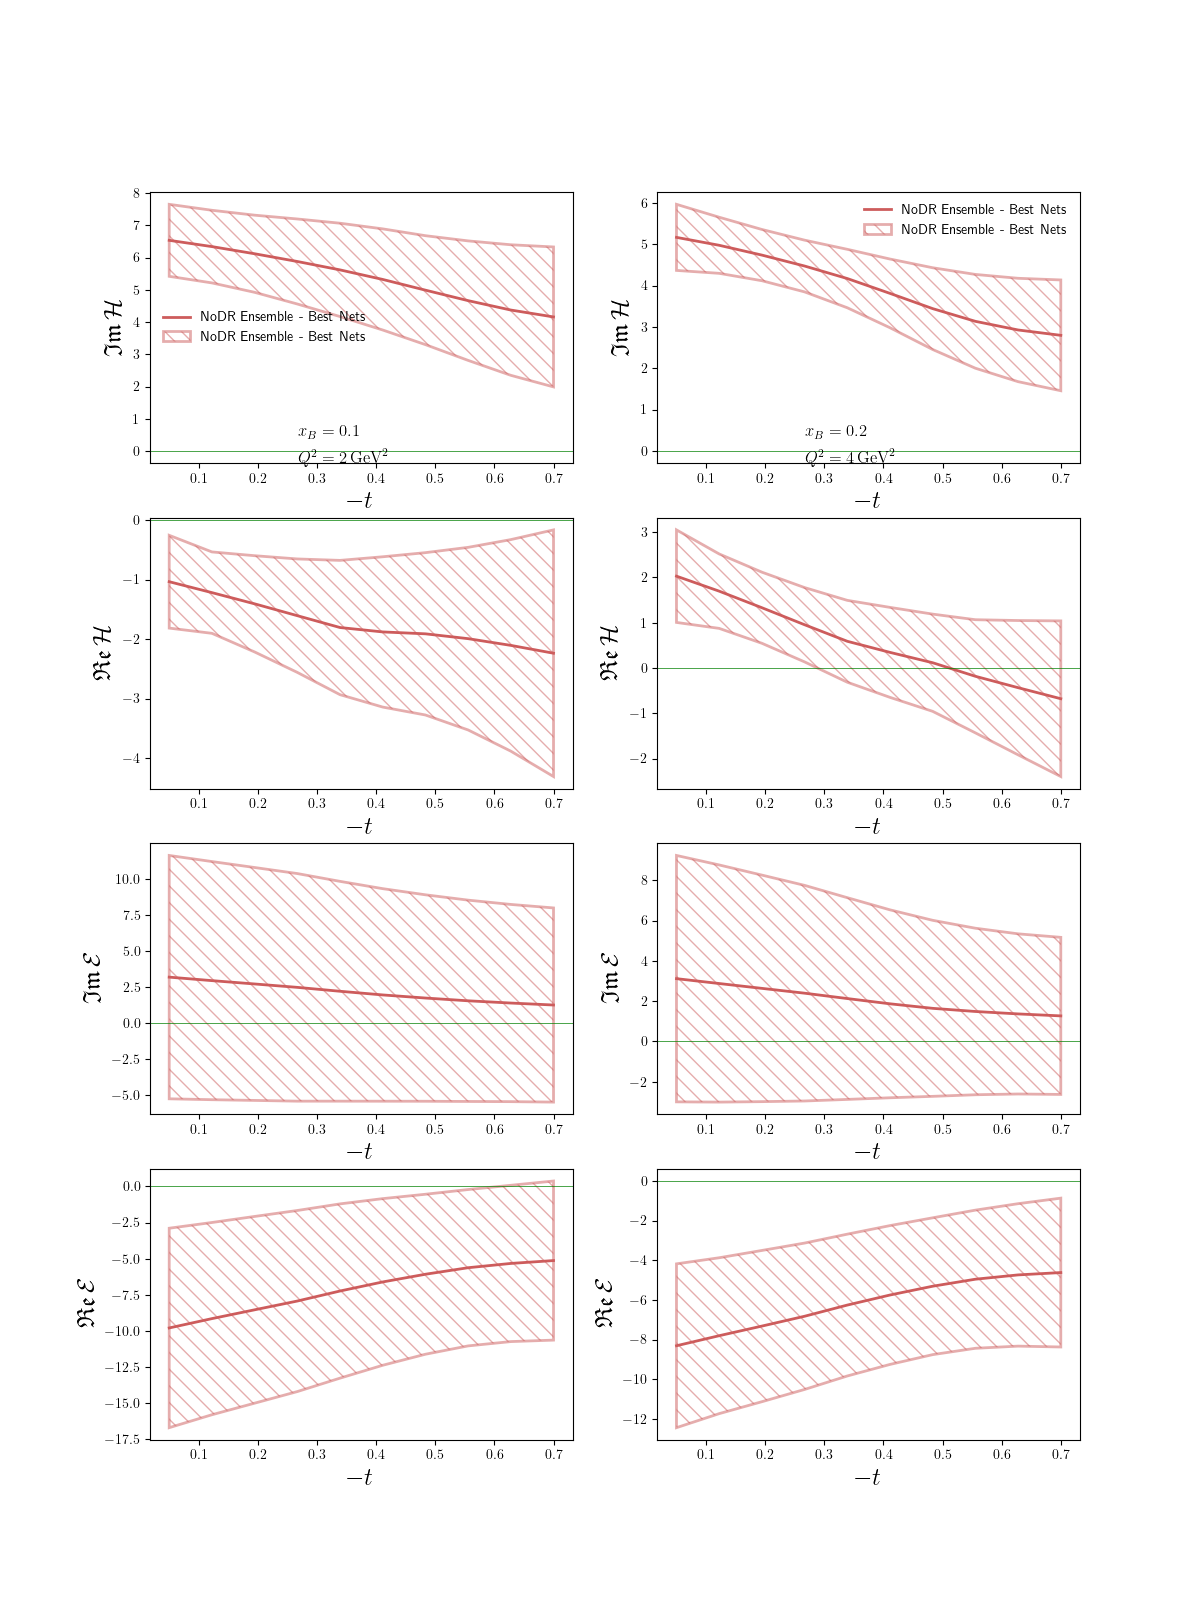 8
7
6
5
4
3
2
1
0
ℑ𝔪 ℋ
NoDR Ensemble - Best Nets
NoDR Ensemble - Best Nets
x_B = 0.1
Q² = 2 GeV²
0.1 0.2 0.3 0.4 0.5 0.6 0.7
−t
6
5
4
3
2
1
0
ℑ𝔪 ℋ
NoDR Ensemble - Best Nets
NoDR Ensemble - Best Nets
x_B = 0.2
Q² = 4 GeV²
0.1 0.2 0.3 0.4 0.5 0.6 0.7
−t
0
−1
−2
−3
−4
ℜ𝔢 ℋ
0.1 0.2 0.3 0.4 0.5 0.6 0.7
−t
3
2
1
0
−1
−2
ℜ𝔢 ℋ
0.1 0.2 0.3 0.4 0.5 0.6 0.7
−t
10.0
7.5
5.0
2.5
0.0
−2.5
−5.0
ℑ𝔪 ℰ
0.1 0.2 0.3 0.4 0.5 0.6 0.7
−t
8
6
4
2
0
−2
ℑ𝔪 ℰ
0.1 0.2 0.3 0.4 0.5 0.6 0.7
−t
0.0
−2.5
−5.0
−7.5
−10.0
−12.5
−15.0
−17.5
ℜ𝔢 ℰ
0.1 0.2 0.3 0.4 0.5 0.6 0.7
−t
0
−2
−4
−6
−8
−10
−12
ℜ𝔢 ℰ
0.1 0.2 0.3 0.4 0.5 0.6 0.7
−t